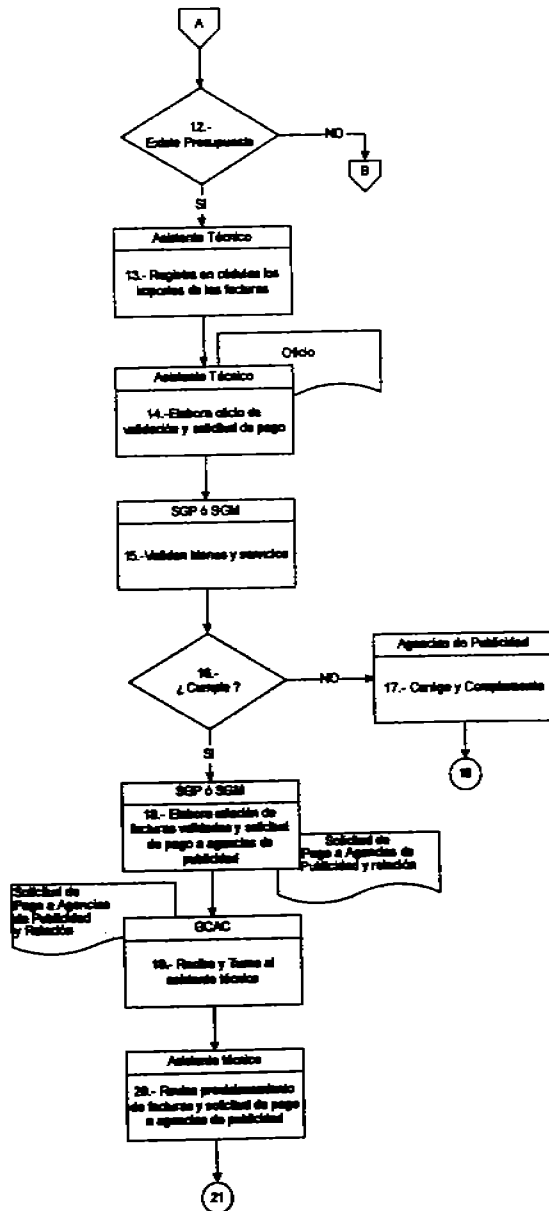 A
12.-
Existe Presupuesto
NO
B
SI
Asistente Técnico
13.- Registra en cédulas los
importes de las facturas
Oficio
Asistente Técnico
14.-Elabora oficio de
validación y solicitud de pago
SGP ó SGM
15.-Validan bienes y servicios
16.-
¿ Cumple ?
NO
Agencias de Publicidad
17.- Corrige y Complementa
SI
SGP ó SGM
18.- Elabora relación de
facturas validadas y solicitud
de pago a agencias de
publicidad
Solicitud de
Pago a Agencias de
Publicidad y relación
Solicitud de
Pago a Agencias
de Publicidad
y Relación
GCAC
19.- Recibe y Turna al
asistente técnico
Asistente técnico
20.- Revisa
de facturas y solicitud de pago
a agencias de publicidad
21